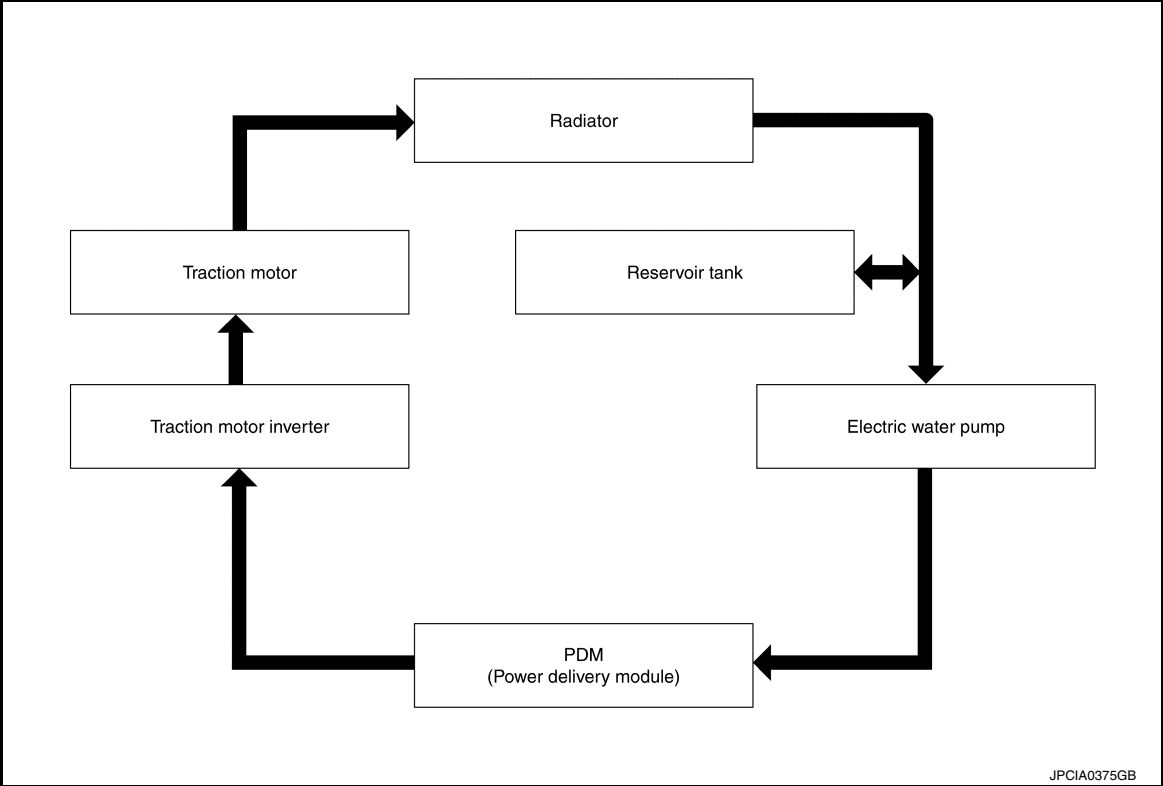 Radiator
Traction motor
Reservoir tank
Traction motor inverter
Electric water pump
PDM
(Power delivery module)
JPCIA0375GB